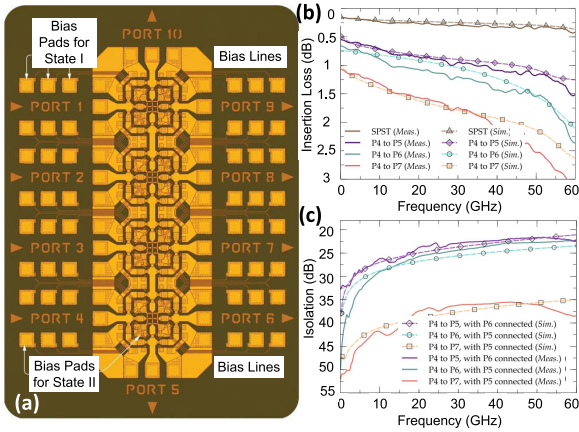 Bias
Pads for
State I
PORT 10
Bias Lines
PORT 1
PORT 9
PORT 2
PORT 8
PORT 3
PORT 7
PORT 4
PORT 6
Bias Pads
for State II
Bias Lines
PORT 5
(a)
(b)
0
0.5
1
1.5
2
2.5
3
Insertion Loss (dB)
SPST (Meas.)
SPST (Sim.)
P4 to P5 (Meas.)
P4 to P5 (Sim.)
P4 to P6 (Meas.)
P4 to P6 (Sim.)
P4 to P7 (Meas.)
P4 to P7 (Sim.)
0 10 20 30 40 50 60
Frequency (GHz)
(c)
20
25
30
35
40
45
50
55
Isolation (dB)
P4 to P5, with P6 connected (Sim.)
P4 to P6, with P5 connected (Sim.)
P4 to P7, with P5 connected (Sim.)
P4 to P5, with P6 connected (Meas.)
P4 to P6, with P5 connected (Meas.)
P4 to P7, with P5 connected (Meas.)
0 10 20 30 40 50 60
Frequency (GHz)